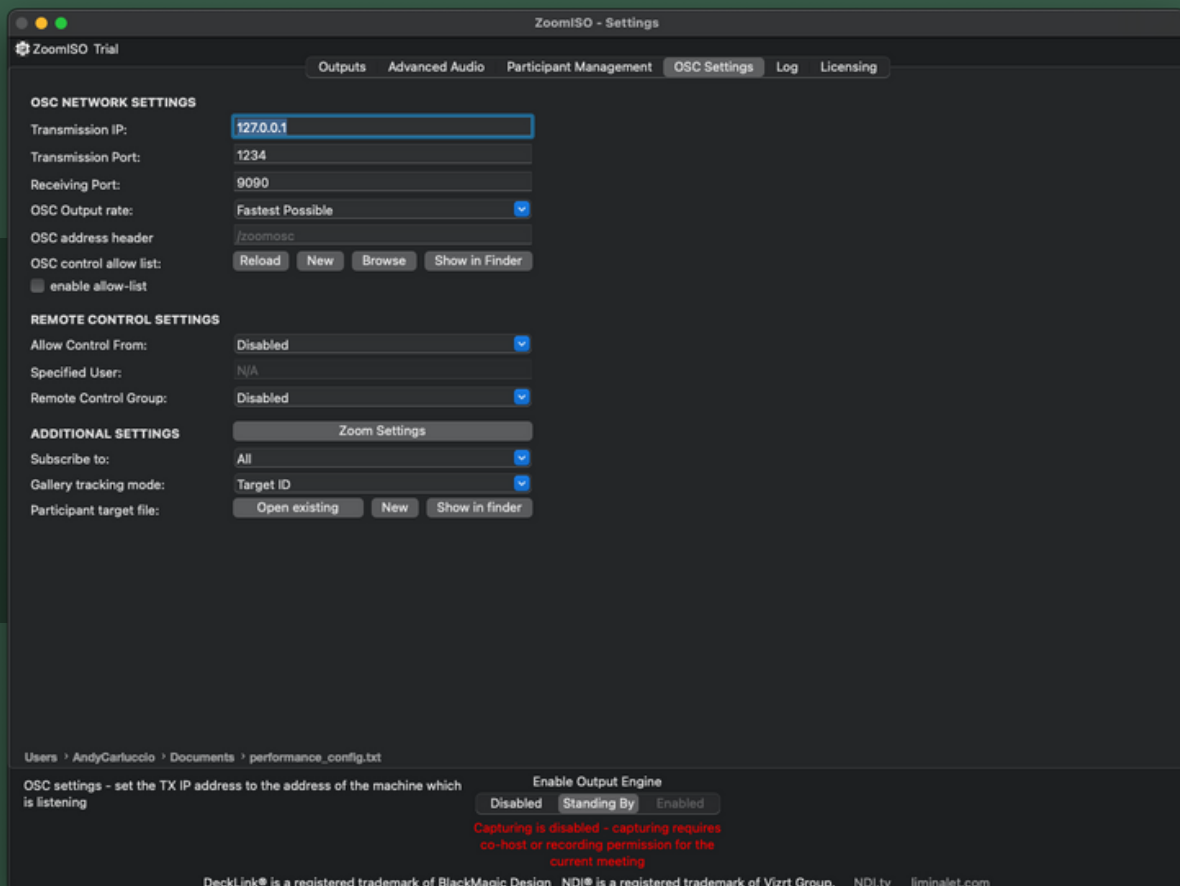 ZoomISO - Settings
ZoomISO Trial
Outputs Advanced Audio Participant Management OSC Settings Log Licensing
OSC NETWORK SETTINGS
Transmission IP: 127.0.0.1
Transmission Port: 1234
Receiving Port: 9090
OSC Output rate: Fastest Possible
OSC address header /zoomosc
OSC control allow list: Reload New Browse Show in Finder
enable allow-list
REMOTE CONTROL SETTINGS
Allow Control From: Disabled
Specified User: N/A
Remote Control Group: Disabled
ADDITIONAL SETTINGS Zoom Settings
Subscribe to: All
Gallery tracking mode: Target ID
Participant target file: Open existing New Show in finder
Users › AndyCarluccio › Documents › performance_config.txt
OSC settings - set the TX IP address to the address of the machine which
is listening
Enable Output Engine
Disabled Standing By Enabled
Capturing is disabled - capturing requires
co-host or recording permission for the
current meeting
DeckLink® is a registered trademark of BlackMagic Design NDI® is a registered trademark of Vizrt Group. NDI.tv liminalet.com